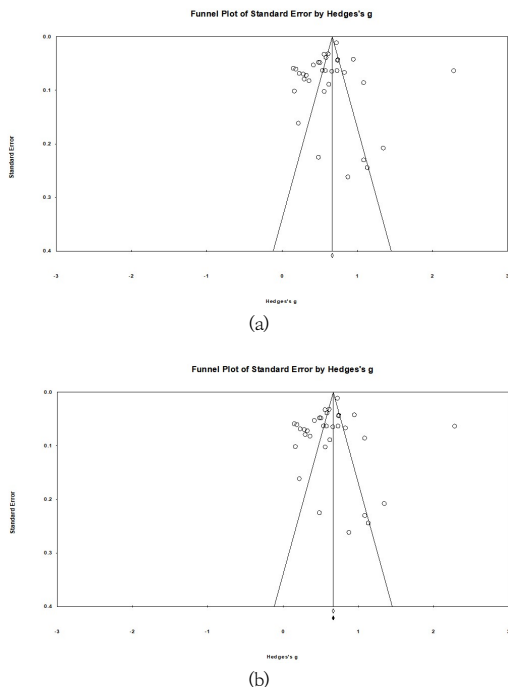 Funnel Plot of Standard Error by Hedges's g
0.0
0.1
0.2
0.3
0.4
Standard Error
-3 -2 -1 0 1 2 3
Hedges's g
(a)
Funnel Plot of Standard Error by Hedges's g
0.0
0.1
0.2
0.3
0.4
Standard Error
-3 -2 -1 0 1 2 3
Hedges's g
(b)